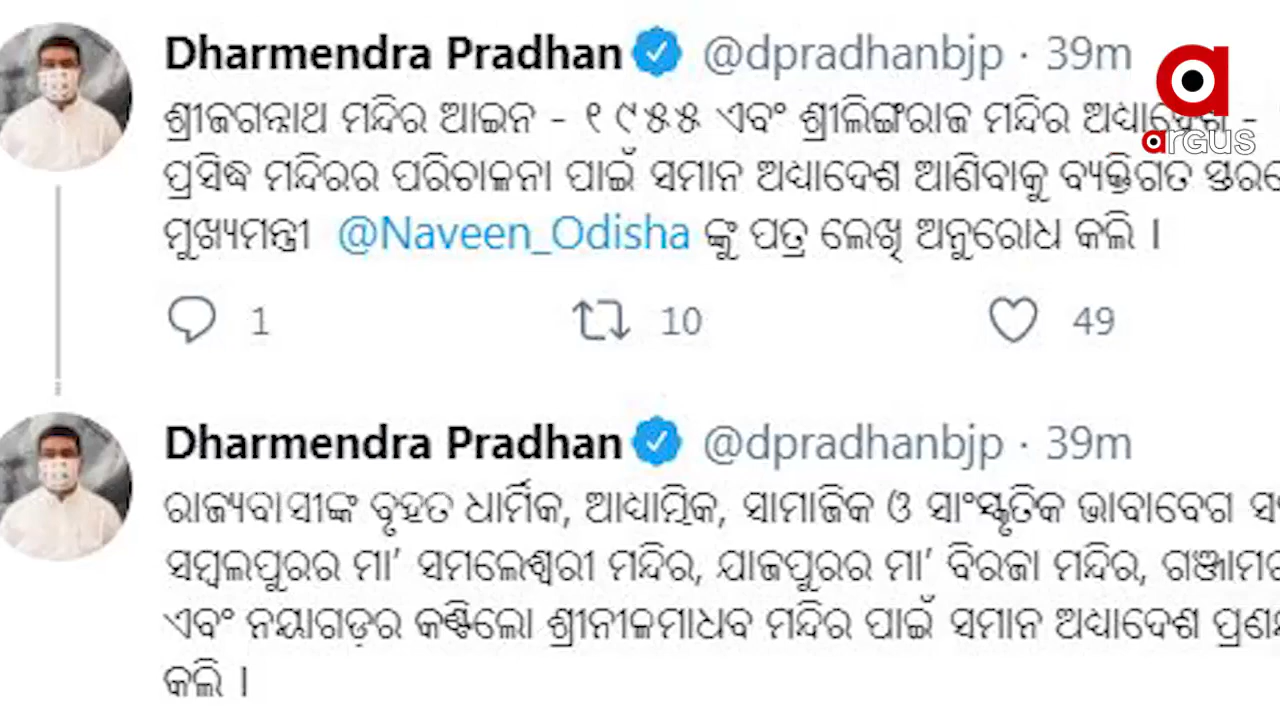 Dharmendra Pradhan @dpradhanbjp · 39m
ଶ୍ରୀଜଗନ୍ନାଥ ମନ୍ଦିର ଆଇନ - ୧୯୫୫ ଏବଂ ଶ୍ରୀଲିଙ୍ଗରାଜ ମନ୍ଦିର -
argus
ପ୍ରସିଦ୍ଧ ମନ୍ଦିରର ପରିଚାଳନା ପାଇଁ ସମାନ ଅଧ୍ୟାଦେଶ ଆଣିବାକୁ ବ୍ୟକ୍ତିଗତ
ମୁଖ୍ୟମନ୍ତ୍ରୀ @Naveen_Odisha ଙ୍କୁ ପତ୍ର ଲେଖି ଅନୁରୋଧ କଲି ।
1 10 49
Dharmendra Pradhan @dpradhanbjp · 39m
ରାଜ୍ୟବାସୀଙ୍କ ବୃହତ ଧାର୍ମିକ, ଆଧ୍ୟାତ୍ମିକ, ସାମାଜିକ ଓ ସାଂସ୍କୃତିକ ଭାବାବେଗ
ସମ୍ବଲପୁରର ମା’ ସମଲେଶ୍ୱରୀ ମନ୍ଦିର, ଯାଜପୁରର ମା’ ବିରଜା ମନ୍ଦିର,
ଏବଂ ନୟାଗଡ଼ର କଣ୍ଟିଲୋ ଶ୍ରୀନୀଳମାଧବ ମନ୍ଦିର ପାଇଁ ସମାନ ଅଧ୍ୟାଦେଶ
କଲି ।